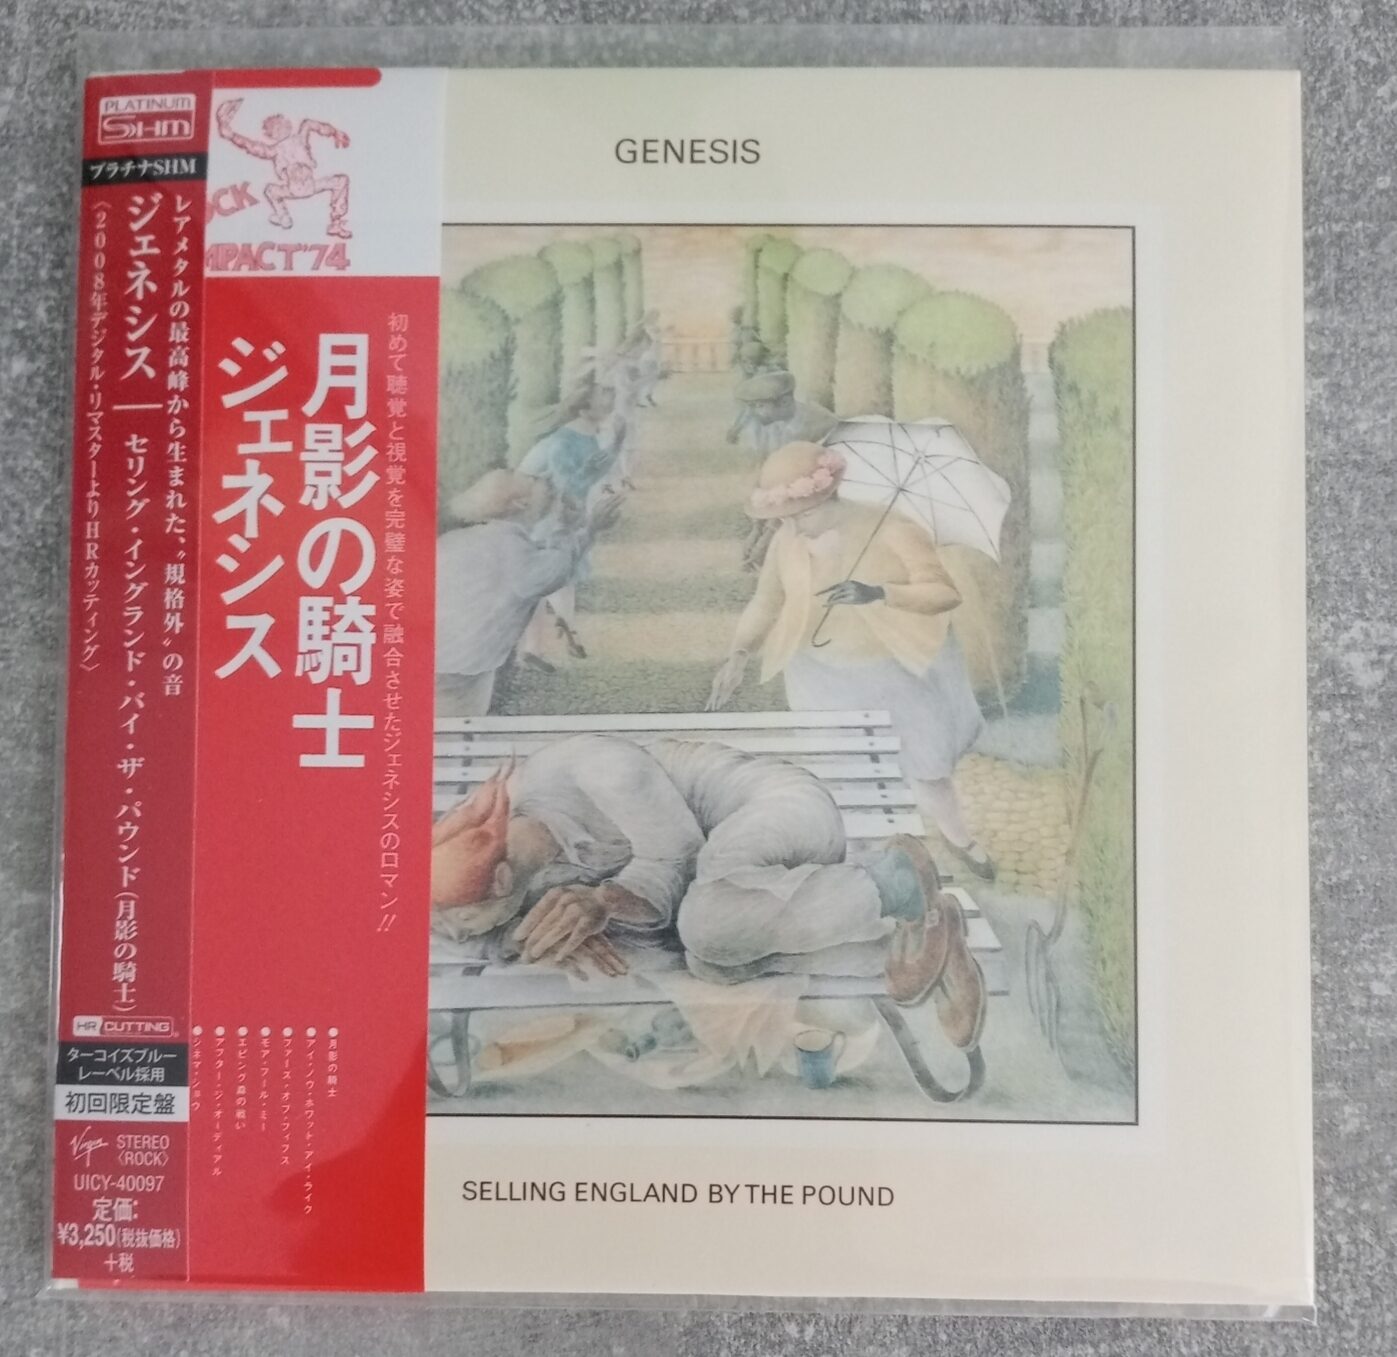 PLATINUM
SHM
プラチナSHM
レアメタルの最高峰から生まれた、“規格外”の音
ジェネシス ― セリング・イングランド・バイ・ザ・パウンド(月影の騎士)
〈2008年デジタル・リマスターよりHRカッティング〉
HR CUTTING
ターコイズブルー
レーベル採用
初回限定盤
Virgin
STEREO
〈ROCK〉
UICY-40097
定価:
¥3,250(税抜価格)
+税
OCK
MPACT'74
初めて聴覚と視覚を完璧な姿で融合させたジェネシスのロマン!!
月影の騎士
ジェネシス
●月影の騎士
●アイ・ノウ・ホワット・アイ・ライク
●ファース・オブ・フィフス
●モア・フール・ミー
●エピング森の戦い
●アフター・ジ・オーディアル
●シネマ・ショウ
GENESIS
SELLING ENGLAND BY THE POUND